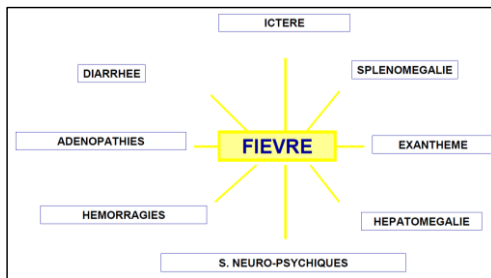 ICTERE
DIARRHEE
SPLENOMEGALIE
ADENOPATHIES
FIEVRE
EXANTHEME
HEMORRAGIES
HEPATOMEGALIE
S. NEURO-PSYCHIQUES